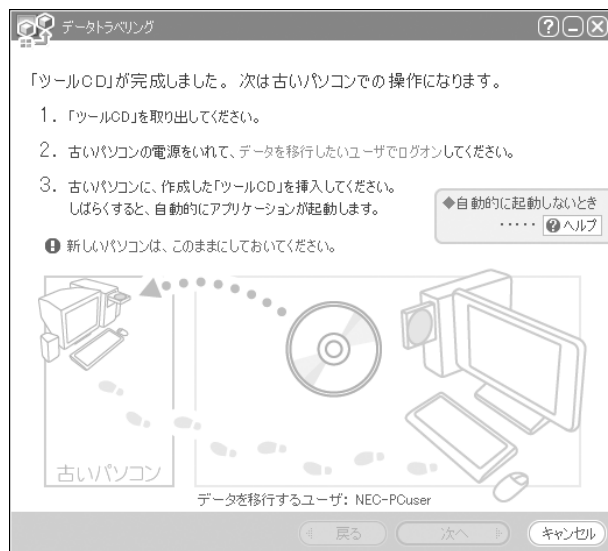 データトラベリング
「ツールCD」が完成しました。次は古いパソコンでの操作になります。
1. 「ツールCD」を取り出してください。
2. 古いパソコンの電源をいれて、データを移行したいユーザでログオンしてください。
3. 古いパソコンに、作成した「ツールCD」を挿入してください。
しばらくすると、自動的にアプリケーションが起動します。
◆自動的に起動しないとき
・・・・・ ?ヘルプ
! 新しいパソコンは、このままにしておいてください。
古いパソコン
データを移行するユーザ: NEC-PCuser
戻る
次へ
キャンセル